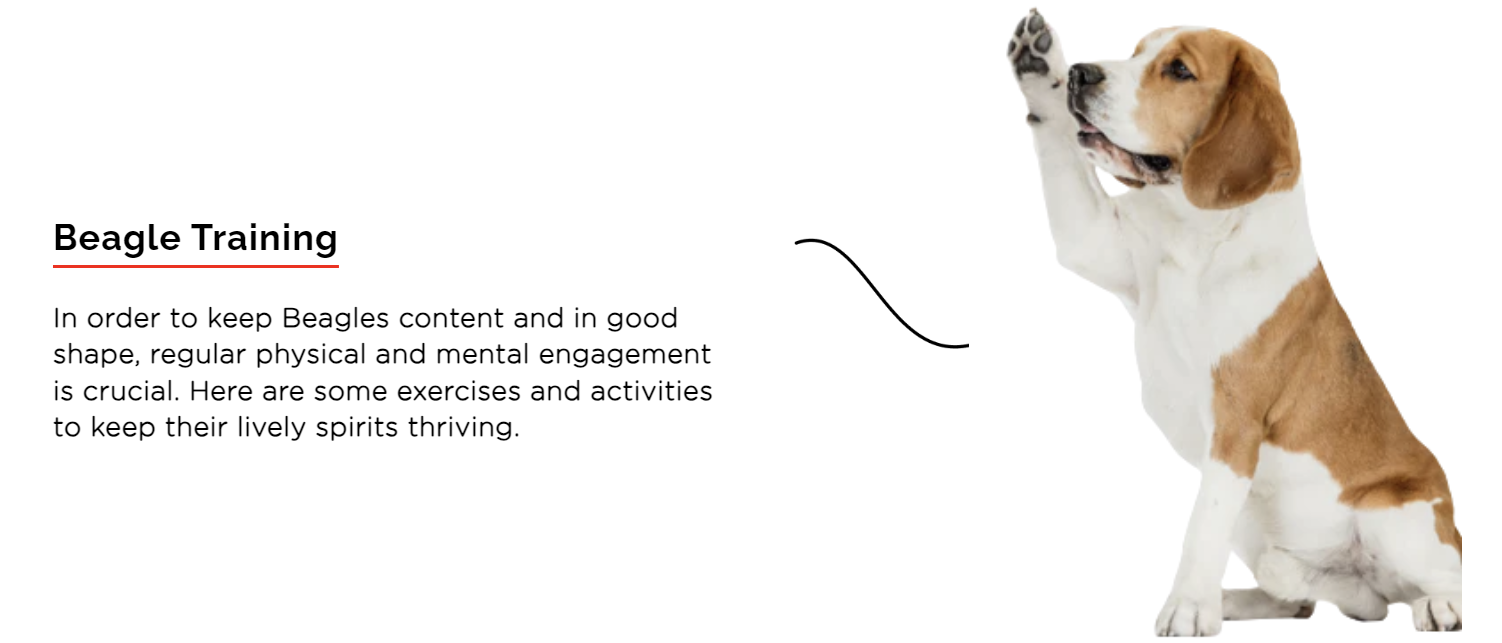 Beagle Training
In order to keep Beagles content and in good
shape, regular physical and mental engagement
is crucial. Here are some exercises and activities
to keep their lively spirits thriving.